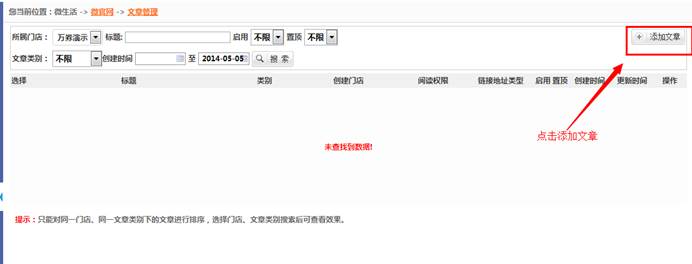 您当前位置：微生活 -> 微官网 -> 文章管理
所属门店： 万券演示 标题: 启用 不限 置顶 不限 添加文章
文章类别： 不限 创建时间 至 2014-05-05 搜 索
选择 标题 类别 创建门店 阅读权限 链接地址类型 启用 置顶 创建时间 更新时间 操作
点击添加文章
未查找到数据!
提示：只能对同一门店、同一文章类别下的文章进行排序，选择门店、文章类别搜索后可查看效果。